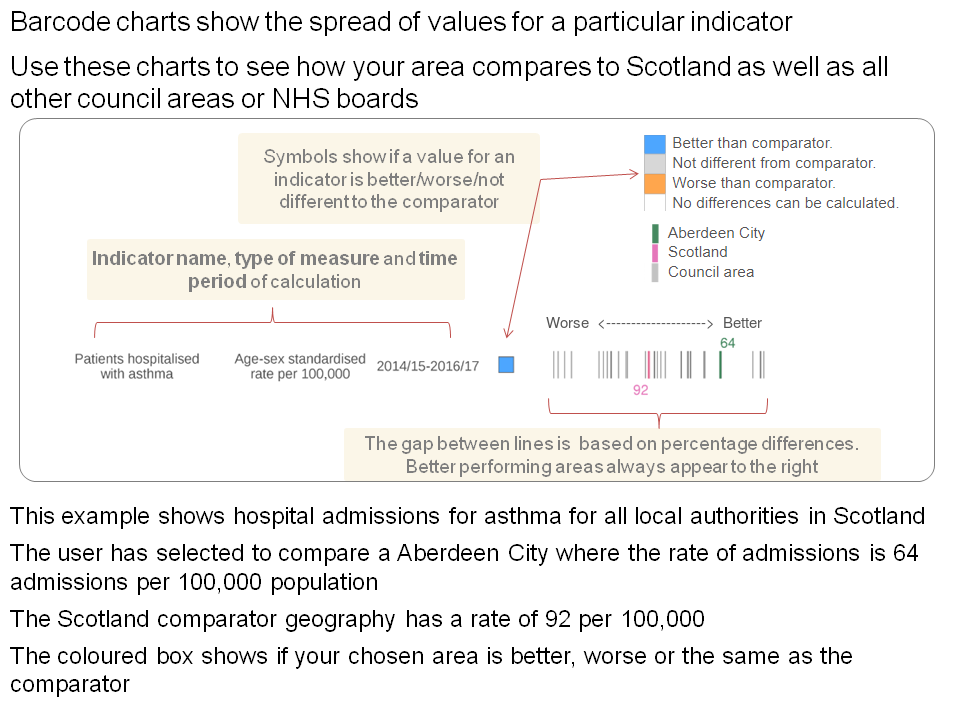 Barcode charts show the spread of values for a particular indicator
Use these charts to see how your area compares to Scotland as well as all
other council areas or NHS boards
Symbols show if a value for an
indicator is better/worse/not
different to the comparator
Better than comparator.
Not different from comparator.
Worse than comparator.
No differences can be calculated.
Aberdeen City
Scotland
Council area
Indicator name, type of measure and time
period of calculation
Worse <--------------------> Better
64
Patients hospitalised
with asthma
Age-sex standardised
rate per 100,000
2014/15-2016/17
92
The gap between lines is based on percentage differences.
Better performing areas always appear to the right
This example shows hospital admissions for asthma for all local authorities in Scotland
The user has selected to compare a Aberdeen City where the rate of admissions is 64
admissions per 100,000 population
The Scotland comparator geography has a rate of 92 per 100,000
The coloured box shows if your chosen area is better, worse or the same as the
comparator